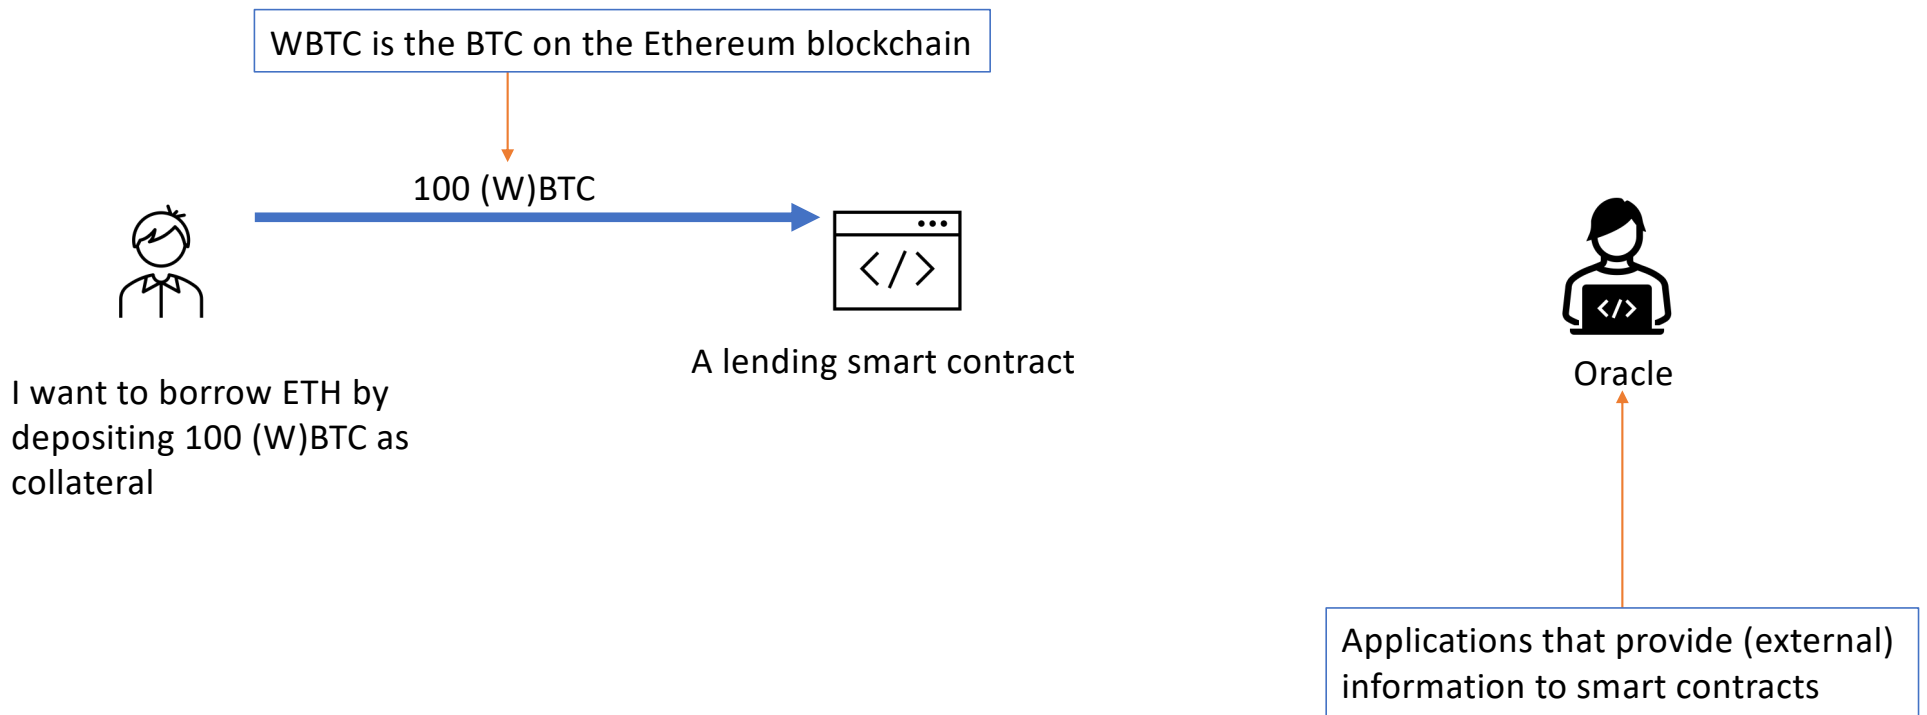 WBTC is the BTC on the Ethereum blockchain
100 (W)BTC
</>
</>
A lending smart contract
Oracle
I want to borrow ETH by
depositing 100 (W)BTC as
collateral
Applications that provide (external)
information to smart contracts